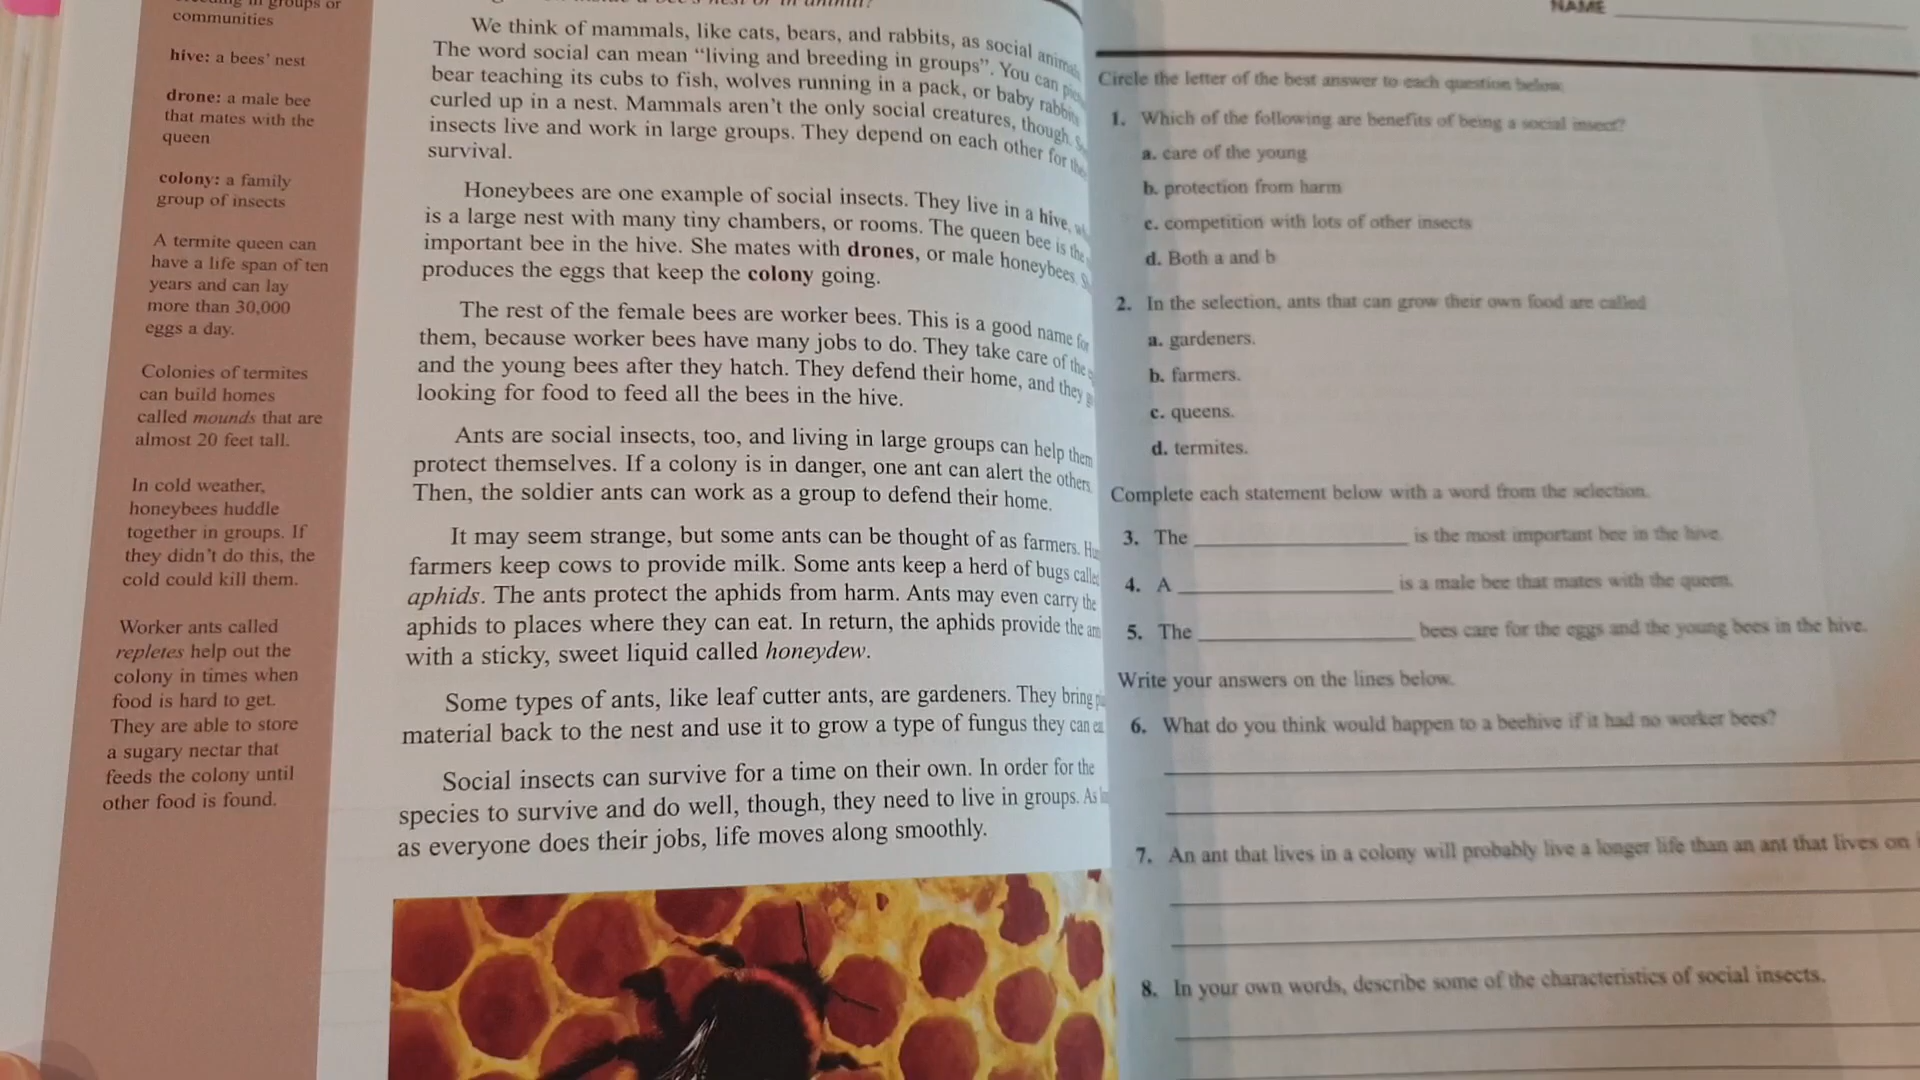 communities
hive: a bees' nest
drone: a male bee
that mates with the
queen
colony: a family
group of insects
A termite queen can
have a life span of ten
years and can lay
more than 30,000
eggs a day.
Colonies of termites
can build homes
called mounds that are
almost 20 feet tall.
In cold weather,
honeybees huddle
together in groups. If
they didn't do this, the
cold could kill them.
Worker ants called
repletes help out the
colony in times when
food is hard to get.
They are able to store
a sugary nectar that
feeds the colony until
other food is found.
We think of mammals, like cats, bears, and rabbits, as social animals
The word social can mean "living and breeding in groups". You can
bear teaching its cubs to fish, wolves running in a pack, or baby rabbits
curled up in a nest. Mammals aren't the only social creatures, though.
insects live and work in large groups. They depend on each other for
survival.
Honeybees are one example of social insects. They live in a hive,
is a large nest with many tiny chambers, or rooms. The queen bee is the
important bee in the hive. She mates with drones, or male honeybees.
produces the eggs that keep the colony going.
The rest of the female bees are worker bees. This is a good name for
them, because worker bees have many jobs to do. They take care of the
and the young bees after they hatch. They defend their home, and they
looking for food to feed all the bees in the hive.
Ants are social insects, too, and living in large groups can help them
protect themselves. If a colony is in danger, one ant can alert the others.
Then, the soldier ants can work as a group to defend their home.
It may seem strange, but some ants can be thought of as farmers.
farmers keep cows to provide milk. Some ants keep a herd of bugs called
aphids. The ants protect the aphids from harm. Ants may even carry the
aphids to places where they can eat. In return, the aphids provide the
with a sticky, sweet liquid called honeydew.
Some types of ants, like leaf cutter ants, are gardeners. They bring
material back to the nest and use it to grow a type of fungus they can
Social insects can survive for a time on their own. In order for the
species to survive and do well, though, they need to live in groups. As
as everyone does their jobs, life moves along smoothly.
NAME
Circle the letter of the best answer to each question below.
1. Which of the following are benefits of being a social insect?
a. care of the young
b. protection from harm
c. competition with lots of other insects
d. Both a and b
2. In the selection, ants that can grow their own food are called
a. gardeners.
b. farmers.
c. queens.
d. termites.
Complete each statement below with a word from the selection.
3. The ____ is the most important bee in the hive.
4. A ____ is a male bee that mates with the queen.
5. The ____ bees care for the eggs and the young bees in the hive.
Write your answers on the lines below.
6. What do you think would happen to a beehive if it had no worker bees?
7. An ant that lives in a colony will probably live a longer life than an ant that lives on
8. In your own words, describe some of the characteristics of social insects.